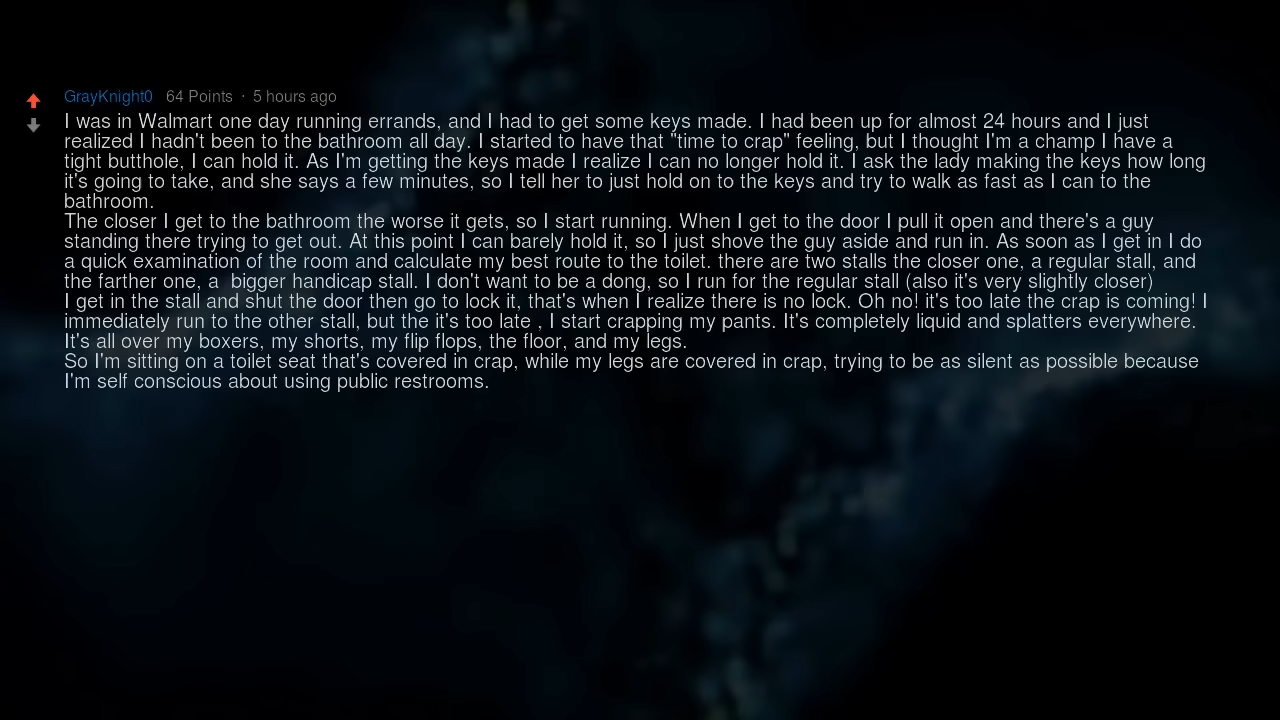 GrayKnight0 64 Points · 5 hours ago
I was in Walmart one day running errands, and I had to get some keys made. I had been up for almost 24 hours and I just
realized I hadn't been to the bathroom all day. I started to have that "time to crap" feeling, but I thought I'm a champ I have a
tight butthole, I can hold it. As I'm getting the keys made I realize I can no longer hold it. I ask the lady making the keys how long
it's going to take, and she says a few minutes, so I tell her to just hold on to the keys and try to walk as fast as I can to the
bathroom.
The closer I get to the bathroom the worse it gets, so I start running. When I get to the door I pull it open and there's a guy
standing there trying to get out. At this point I can barely hold it, so I just shove the guy aside and run in. As soon as I get in I do
a quick examination of the room and calculate my best route to the toilet. there are two stalls the closer one, a regular stall, and
the farther one, a  bigger handicap stall. I don't want to be a dong, so I run for the regular stall (also it's very slightly closer)
I get in the stall and shut the door then go to lock it, that's when I realize there is no lock. Oh no! it's too late the crap is coming! I
immediately run to the other stall, but the it's too late , I start crapping my pants. It's completely liquid and splatters everywhere.
It's all over my boxers, my shorts, my flip flops, the floor, and my legs.
So I'm sitting on a toilet seat that's covered in crap, while my legs are covered in crap, trying to be as silent as possible because
I'm self conscious about using public restrooms.